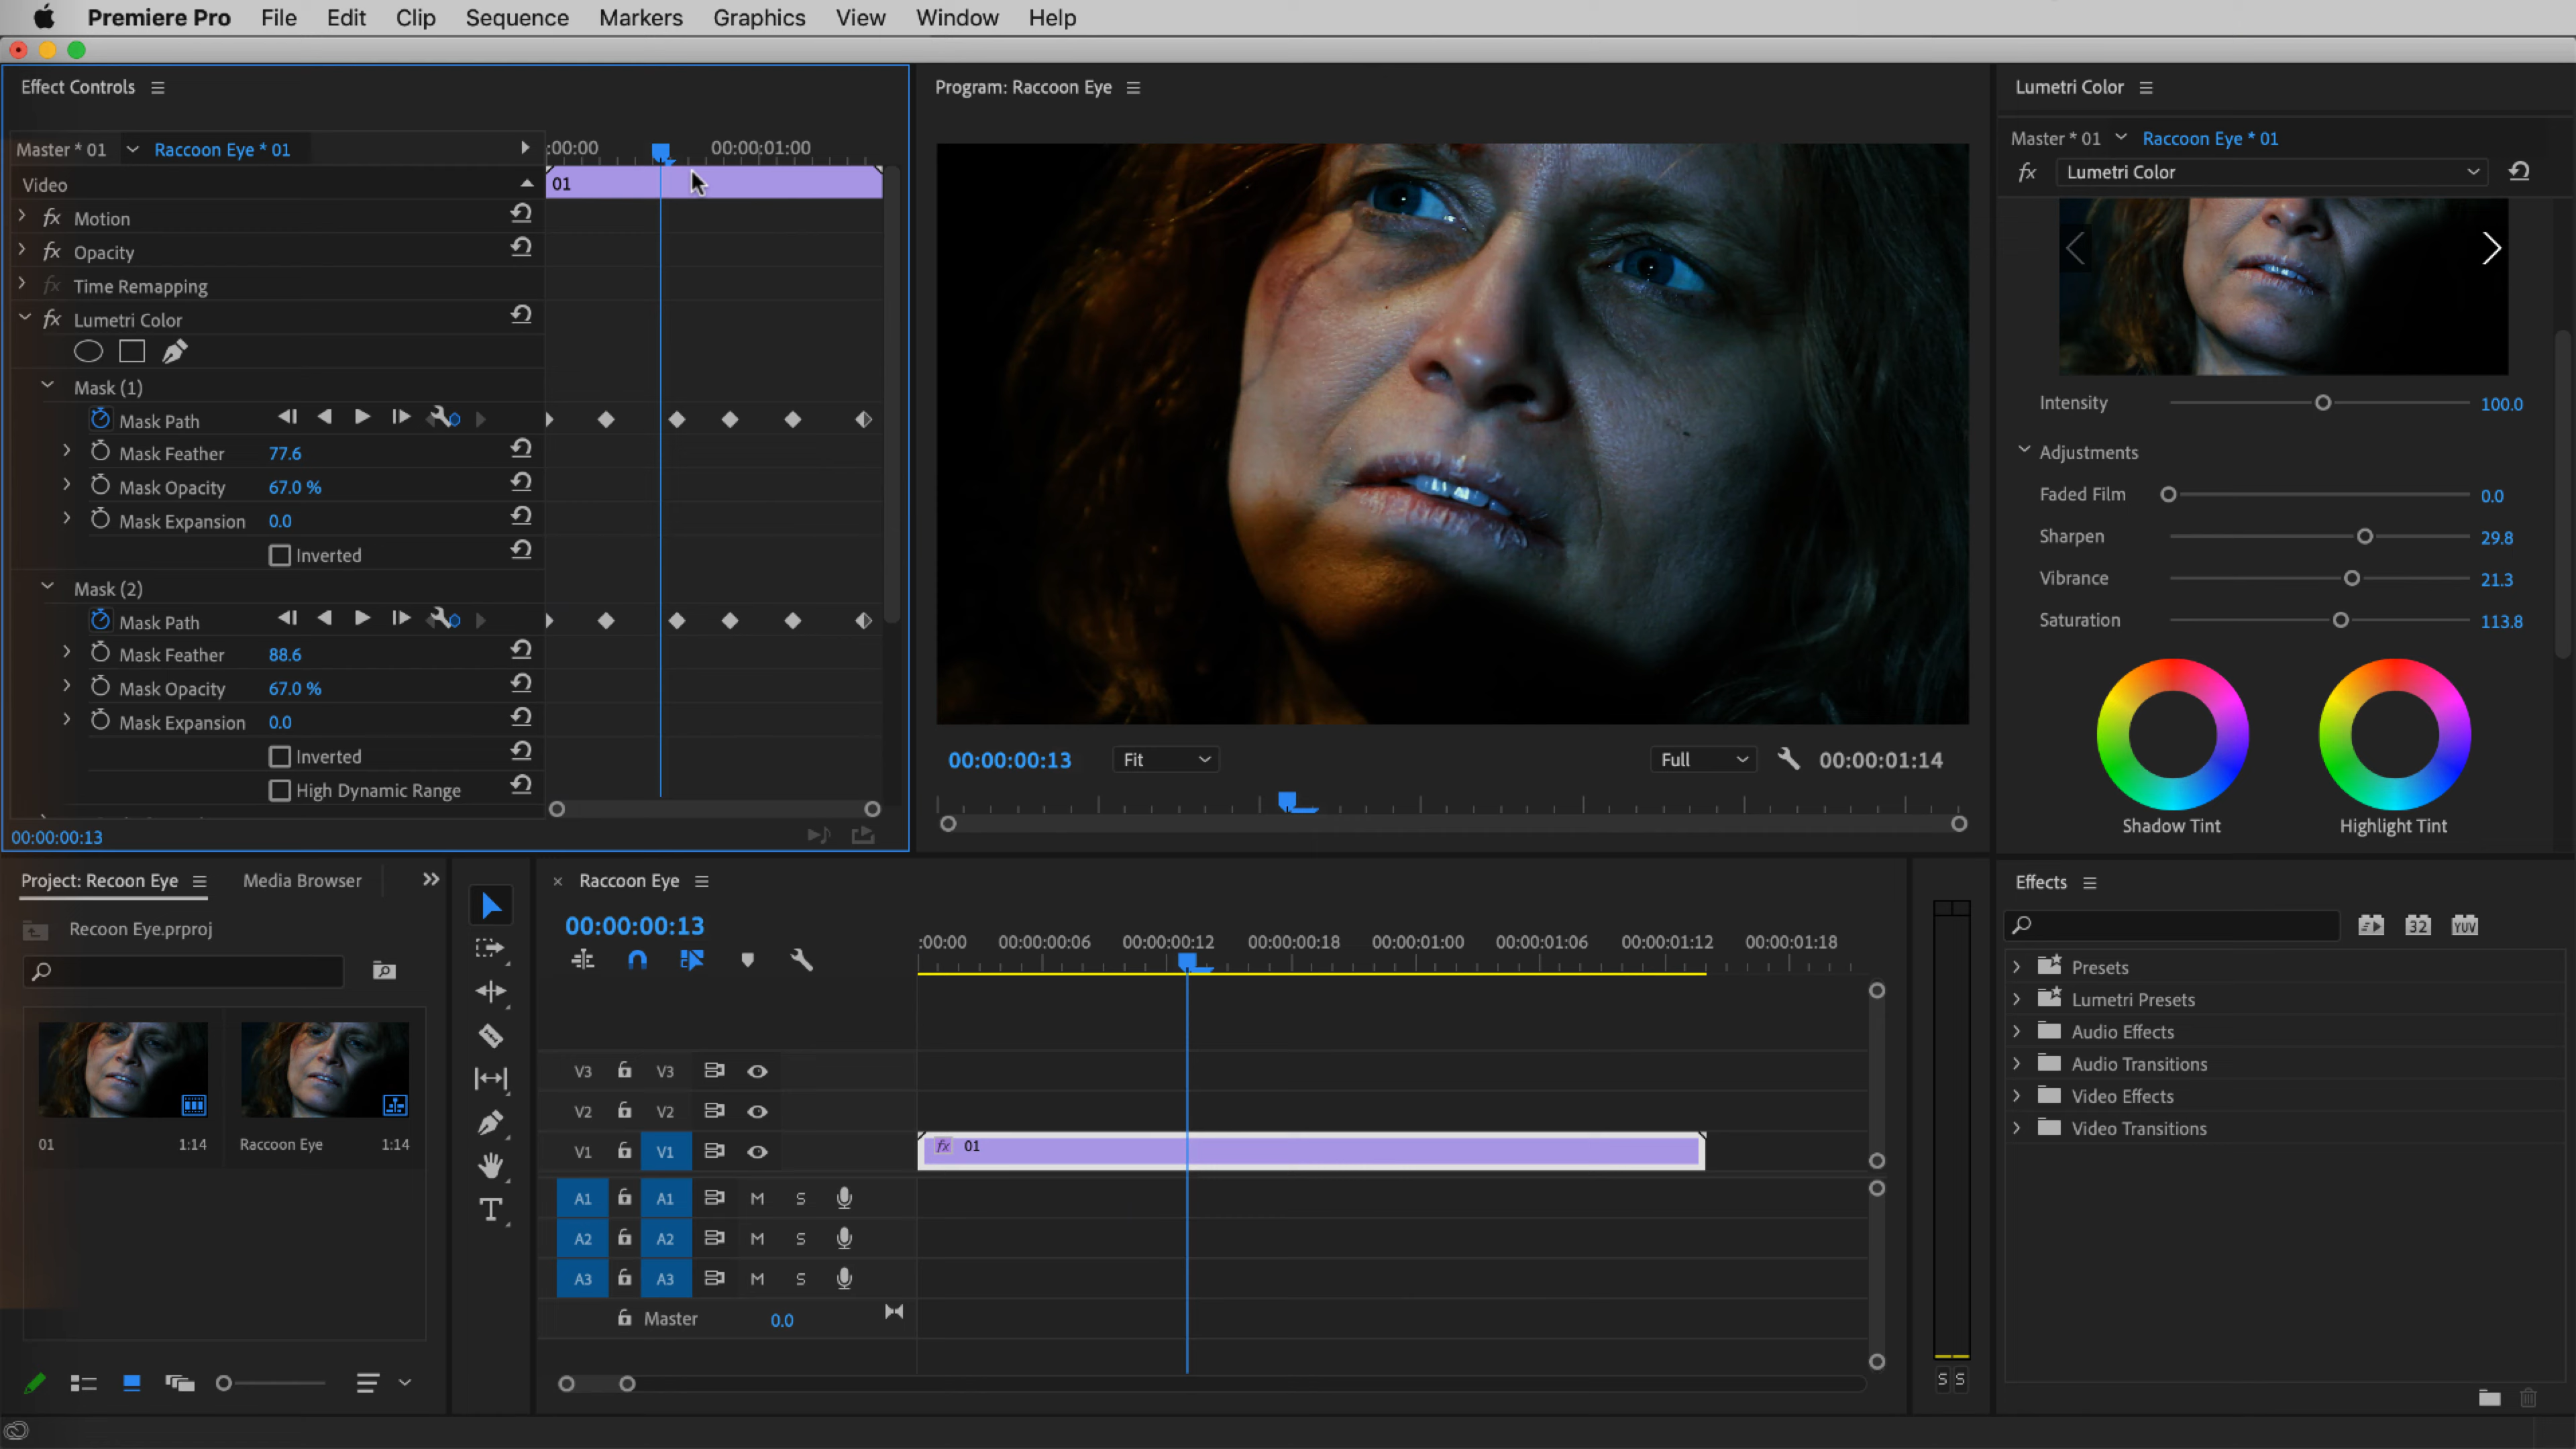 Premiere Pro File Edit Clip Sequence Markers Graphics View Window Help
Effect Controls
Master * 01 Raccoon Eye * 01
:00:00 00:00:01:00
Video
01
fx Motion
fx Opacity
fx Time Remapping
fx Lumetri Color
Mask (1)
Mask Path
Mask Feather 77.6
Mask Opacity 67.0 %
Mask Expansion 0.0
Inverted
Mask (2)
Mask Path
Mask Feather 88.6
Mask Opacity 67.0 %
Mask Expansion 0.0
Inverted
High Dynamic Range
00:00:00:13
Program: Raccoon Eye
00:00:00:13 Fit Full 00:00:01:14
Lumetri Color
Master * 01 Raccoon Eye * 01
fx Lumetri Color
Intensity 100.0
Adjustments
Faded Film 0.0
Sharpen 29.8
Vibrance 21.3
Saturation 113.8
Shadow Tint Highlight Tint
Project: Recoon Eye Media Browser
Recoon Eye.prproj
01 1:14 Raccoon Eye 1:14
T
× Raccoon Eye
00:00:00:13
:00:00 00:00:00:06 00:00:00:12 00:00:00:18 00:00:01:00 00:00:01:06 00:00:01:12 00:00:01:18
V3 V3
V2 V2
V1 V1
fx 01
A1 A1 M S
A2 A2 M S
A3 A3 M S
Master 0.0
S S
Effects
32 YUV
Presets
Lumetri Presets
Audio Effects
Audio Transitions
Video Effects
Video Transitions